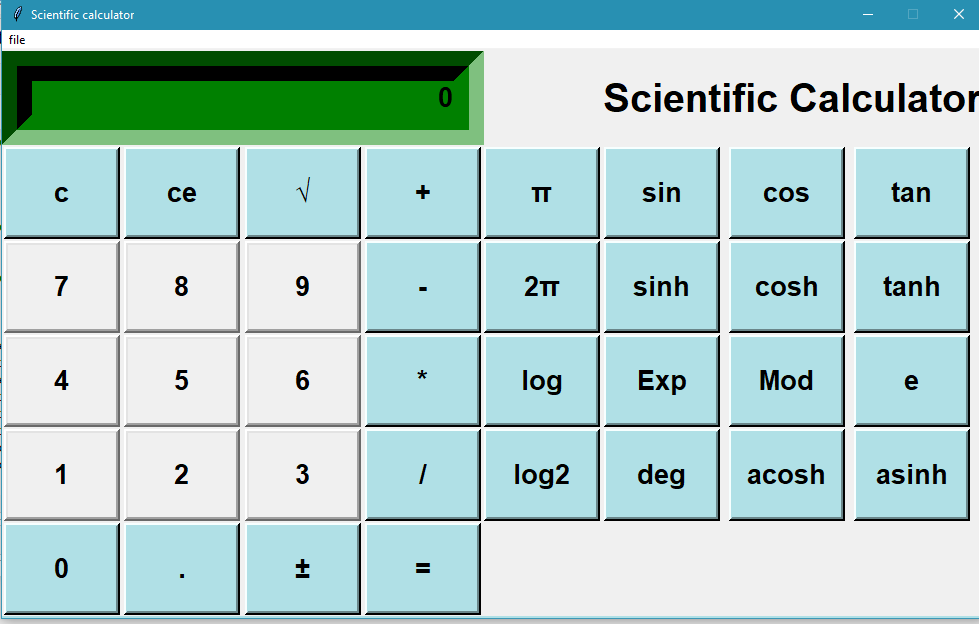 Scientific calculator
file
0
Scientific Calculator
c ce √ + π sin cos tan
7 8 9 - 2π sinh cosh tanh
4 5 6 * log Exp Mod e
1 2 3 / log2 deg acosh asinh
0 . ± =